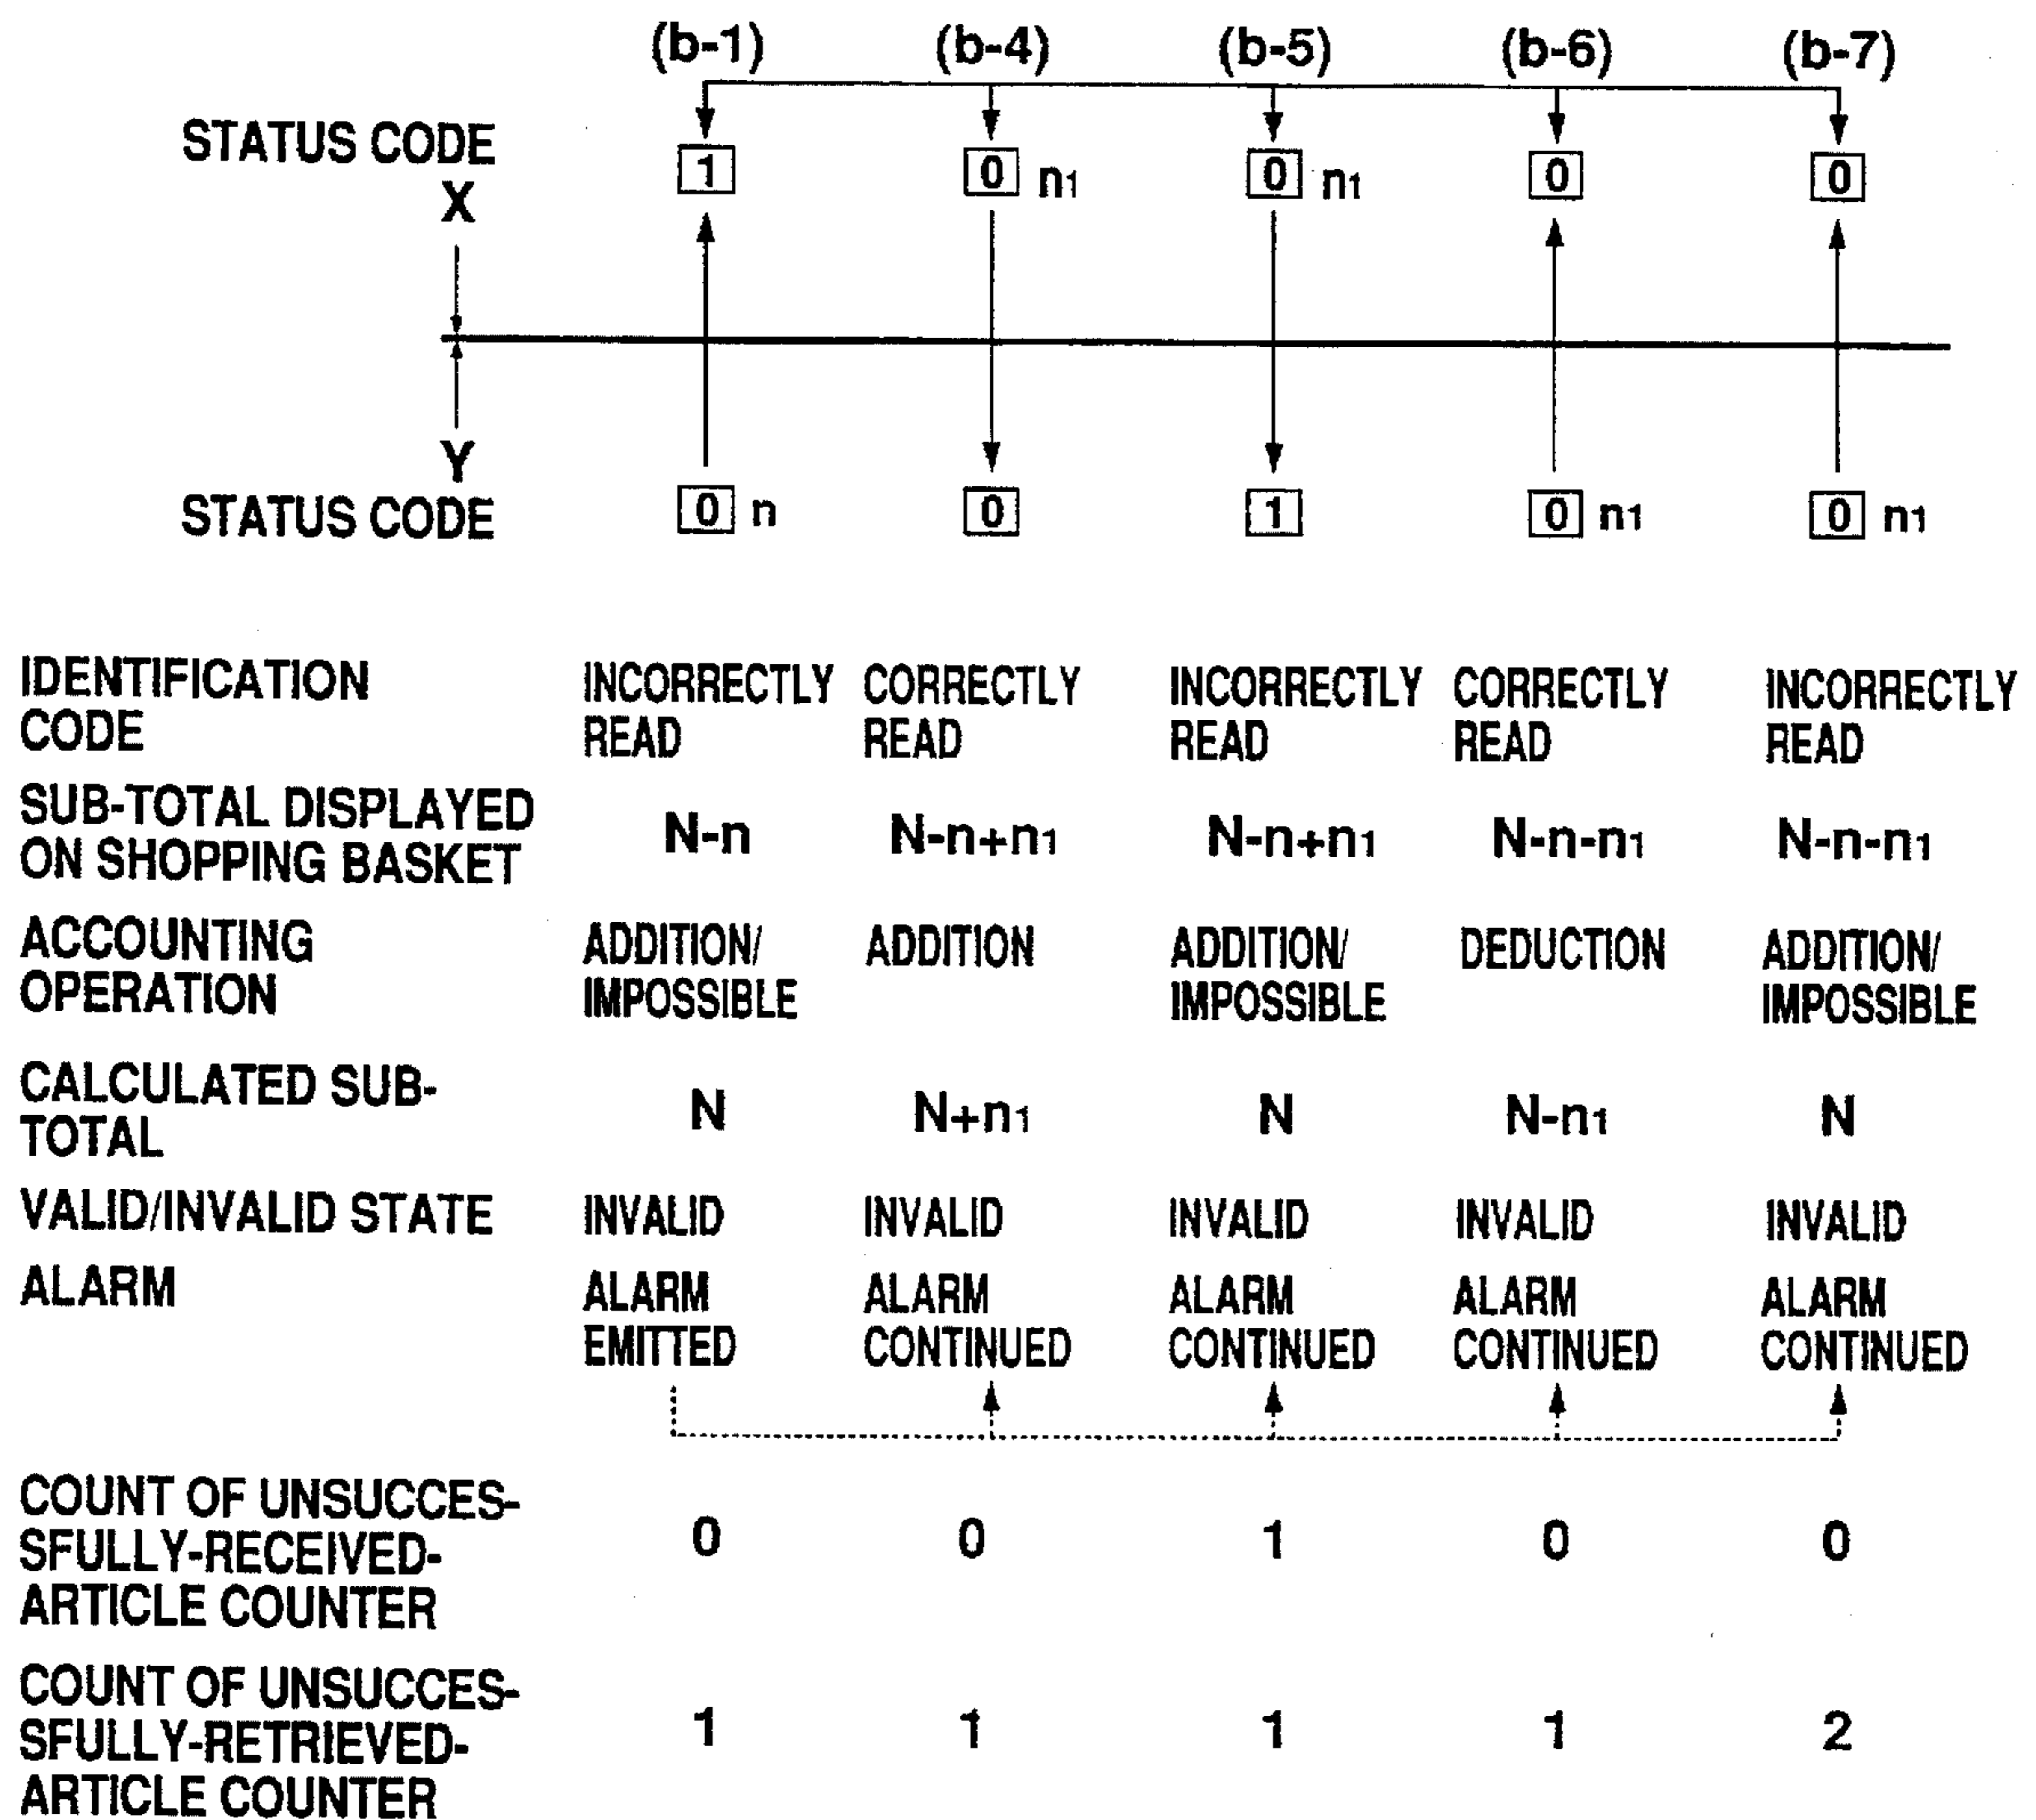 (b-1) (b-4) (b-5) (b-6) (b-7)
STATUS CODE 1 0 n1 0 n1 0 0
X
Y
STATUS CODE 0 n 0 1 0 n1 0 n1
IDENTIFICATION INCORRECTLY CORRECTLY INCORRECTLY CORRECTLY INCORRECTLY
CODE READ READ READ READ READ
SUB-TOTAL DISPLAYED
ON SHOPPING BASKET N-n N-n+n1 N-n+n1 N-n-n1 N-n-n1
ACCOUNTING ADDITION/ ADDITION ADDITION/ DEDUCTION ADDITION/
OPERATION IMPOSSIBLE IMPOSSIBLE IMPOSSIBLE
CALCULATED SUB-
TOTAL N N+n1 N N-n1 N
VALID/INVALID STATE INVALID INVALID INVALID INVALID INVALID
ALARM ALARM ALARM ALARM ALARM ALARM
EMITTED CONTINUED CONTINUED CONTINUED CONTINUED
COUNT OF UNSUCCES-
SFULLY-RECEIVED- 0 0 1 0 0
ARTICLE COUNTER
COUNT OF UNSUCCES-
SFULLY-RETRIEVED- 1 1 1 1 2
ARTICLE COUNTER